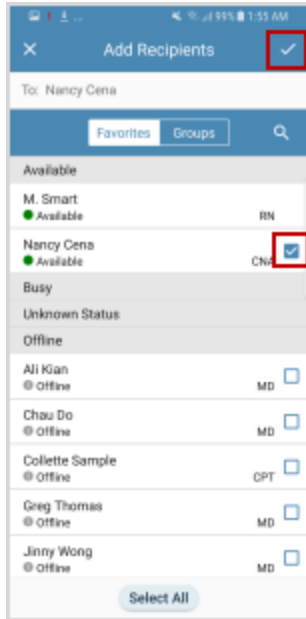 99% 1:55 AM
Add Recipients
To: Nancy Cena
Favorites Groups
Available
M. Smart
Available RN
Nancy Cena
Available CNA
Busy
Unknown Status
Offline
Ali Kian
Offline MD
Chau Do
Offline MD
Collette Sample
Offline CPT
Greg Thomas
Offline MD
Jinny Wong
Offline MD
Select All